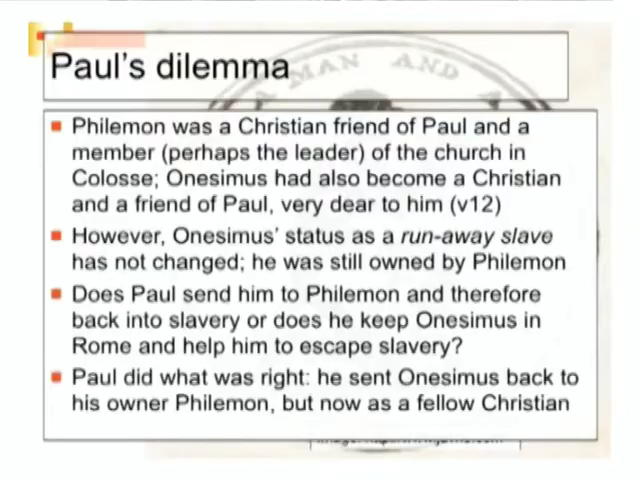 A MAN AND A
Paul's dilemma
Philemon was a Christian friend of Paul and a
member (perhaps the leader) of the church in
Colosse; Onesimus had also become a Christian
and a friend of Paul, very dear to him (v12)
However, Onesimus' status as a run-away slave
has not changed; he was still owned by Philemon
Does Paul send him to Philemon and therefore
back into slavery or does he keep Onesimus in
Rome and help him to escape slavery?
Paul did what was right: he sent Onesimus back to
his owner Philemon, but now as a fellow Christian